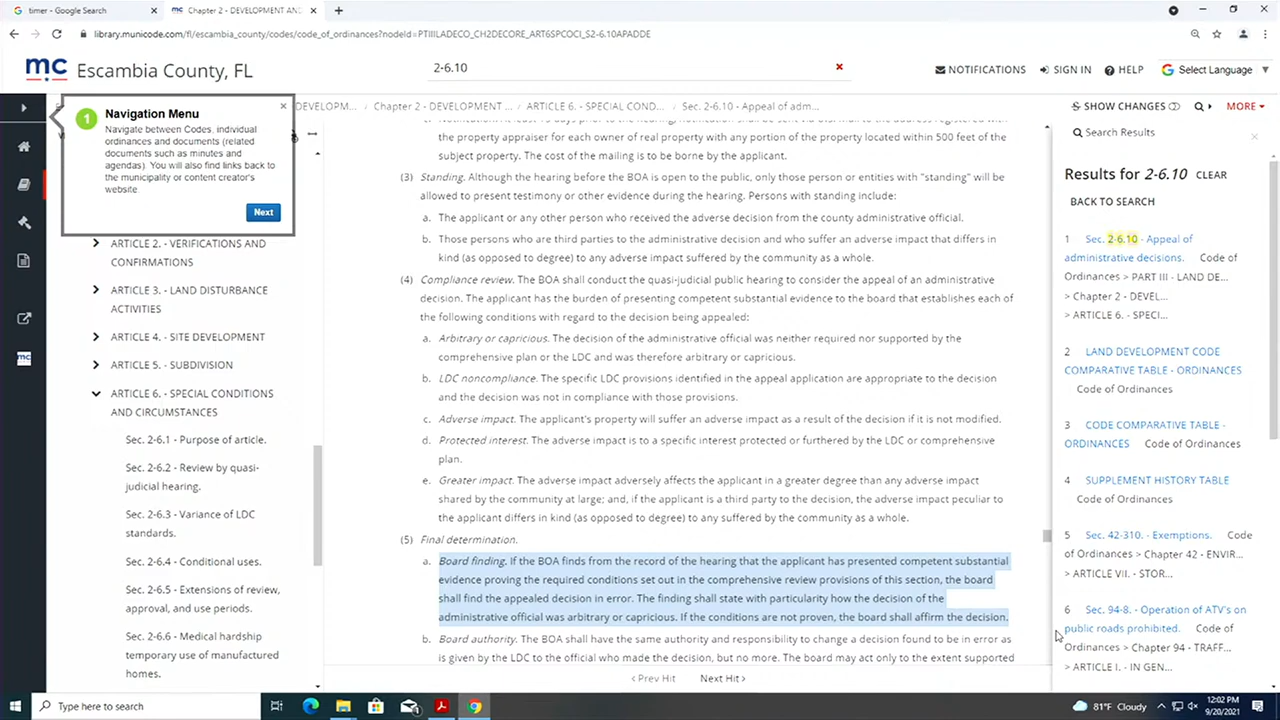 timer - Google Search
Chapter 2 - DEVELOPMENT AN
library.municode.com/fl/escambia_county/codes/code_of_ordinances?nodeId=PTIIILADECO_CH2DECORE_ART6SPCOCI_S2-6.10APADDE
mc Escambia County, FL
2-6.10
NOTIFICATIONS
SIGN IN
HELP
Select Language
DEVELOPM... > Chapter 2 - DEVELOPMENT ... > ARTICLE 6. - SPECIAL COND... > Sec. 2-6.10 - Appeal of adm...
SHOW CHANGES
MORE
1
Navigation Menu
Navigate between Codes, individual
ordinances and documents (related
documents such as minutes and
agendas). You will also find links back to
the municipality or content creator's
website.
Next
ARTICLE 2. - VERIFICATIONS AND
CONFIRMATIONS
ARTICLE 3. - LAND DISTURBANCE
ACTIVITIES
ARTICLE 4. - SITE DEVELOPMENT
ARTICLE 5. - SUBDIVISION
ARTICLE 6. - SPECIAL CONDITIONS
AND CIRCUMSTANCES
Sec. 2-6.1 - Purpose of article.
Sec. 2-6.2 - Review by quasi-
judicial hearing.
Sec. 2-6.3 - Variance of LDC
standards.
Sec. 2-6.4 - Conditional uses.
Sec. 2-6.5 - Extensions of review,
approval, and use periods.
Sec. 2-6.6 - Medical hardship
temporary use of manufactured
homes.
the property appraiser for each owner of real property with any portion of the property located within 500 feet of the
subject property. The cost of the mailing is to be borne by the applicant.
(3) Standing. Although the hearing before the BOA is open to the public, only those person or entities with "standing" will be
allowed to present testimony or other evidence during the hearing. Persons with standing include:
a. The applicant or any other person who received the adverse decision from the county administrative official.
b. Those persons who are third parties to the administrative decision and who suffer an adverse impact that differs in
kind (as opposed to degree) to any adverse impact suffered by the community as a whole.
(4) Compliance review. The BOA shall conduct the quasi-judicial public hearing to consider the appeal of an administrative
decision. The applicant has the burden of presenting competent substantial evidence to the board that establishes each of
the following conditions with regard to the decision being appealed:
a. Arbitrary or capricious. The decision of the administrative official was neither required nor supported by the
comprehensive plan or the LDC and was therefore arbitrary or capricious.
b. LDC noncompliance. The specific LDC provisions identified in the appeal application are appropriate to the decision
and the decision was not in compliance with those provisions.
c. Adverse impact. The applicant's property will suffer an adverse impact as a result of the decision if it is not modified.
d. Protected interest. The adverse impact is to a specific interest protected or furthered by the LDC or comprehensive
plan.
e. Greater impact. The adverse impact adversely affects the applicant in a greater degree than any adverse impact
shared by the community at large; and, if the applicant is a third party to the decision, the adverse impact peculiar to
the applicant differs in kind (as opposed to degree) to any suffered by the community as a whole.
(5) Final determination.
a. Board finding. If the BOA finds from the record of the hearing that the applicant has presented competent substantial
evidence proving the required conditions set out in the comprehensive review provisions of this section, the board
shall find the appealed decision in error. The finding shall state with particularity how the decision of the
administrative official was arbitrary or capricious. If the conditions are not proven, the board shall affirm the decision.
b. Board authority. The BOA shall have the same authority and responsibility to change a decision found to be in error as
is given by the LDC to the official who made the decision, but no more. The board may act only to the extent supported
< Prev Hit
Next Hit >
Search Results
Results for 2-6.10 CLEAR
BACK TO SEARCH
1 Sec. 2-6.10 - Appeal of
administrative decisions. Code of
Ordinances > PART III - LAND DE...
> Chapter 2 - DEVEL...
> ARTICLE 6. - SPECI...
2 LAND DEVELOPMENT CODE
COMPARATIVE TABLE - ORDINANCES
Code of Ordinances
3 CODE COMPARATIVE TABLE -
ORDINANCES Code of Ordinances
4 SUPPLEMENT HISTORY TABLE
Code of Ordinances
5 Sec. 42-310. - Exemptions. Code
of Ordinances > Chapter 42 - ENVIR...
> ARTICLE VII. - STOR...
6 Sec. 94-8. - Operation of ATV's on
public roads prohibited. Code of
Ordinances > Chapter 94 - TRAFF...
> ARTICLE I. - IN GEN...
Type here to search
81°F Cloudy
12:02 PM
9/20/2021